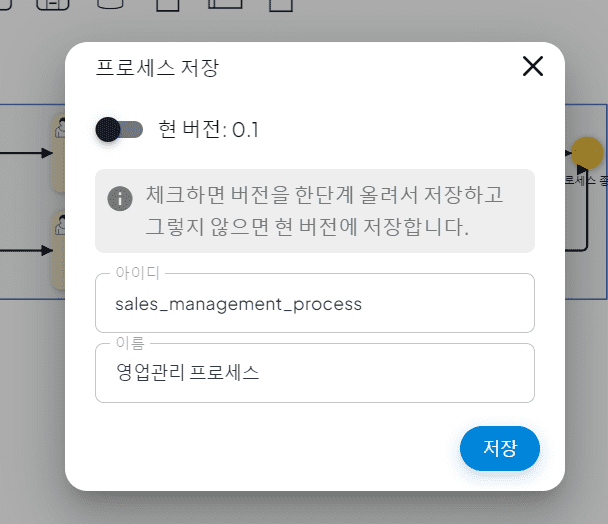 프로세스 저장
현 버전: 0.1
체크하면 버전을 한단계 올려서 저장하고
그렇지 않으면 현 버전에 저장합니다.
아이디
sales_management_process
이름
영업관리 프로세스
저장
로세스 종